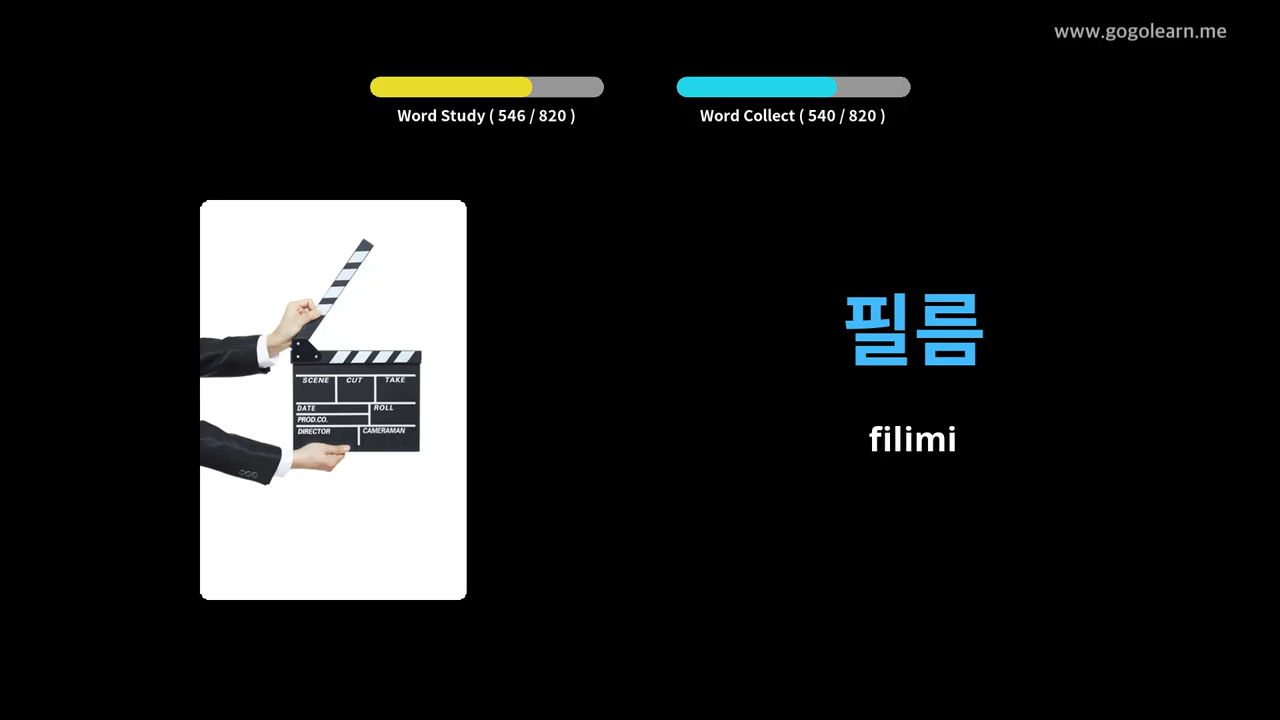 www.gogolearn.me
Word Study ( 546 / 820 )
Word Collect ( 540 / 820 )
SCENE CUT TAKE
DATE ROLL
PROD.CO.
DIRECTOR CAMERAMAN
필름
filimi